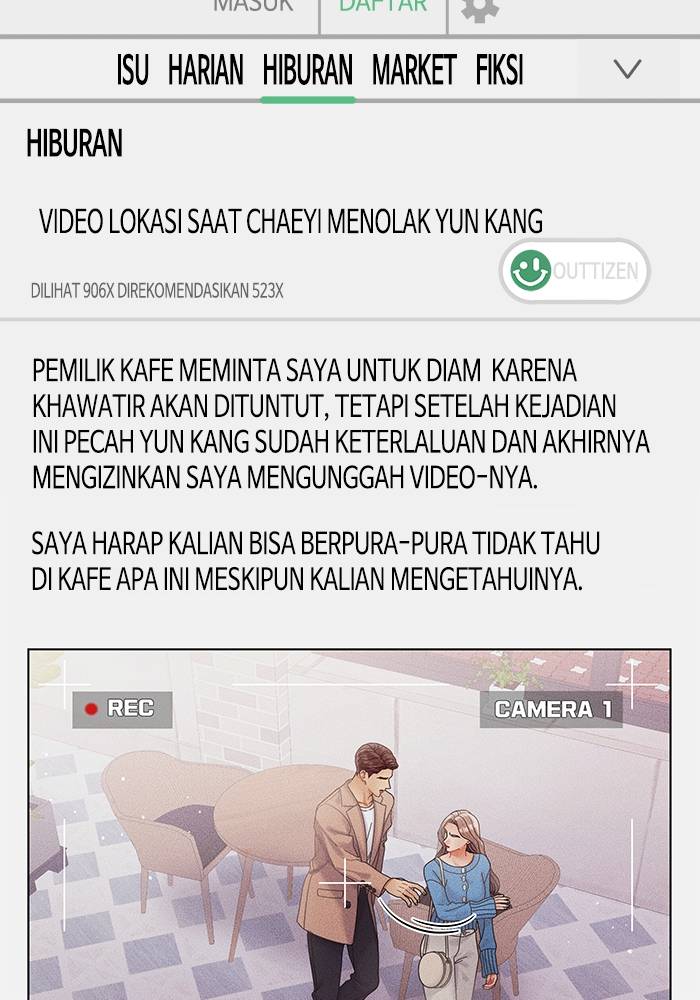 MASUK DAFTAR
ISU HARIAN HIBURAN MARKET FIKSI
HIBURAN
VIDEO LOKASI SAAT CHAEYI MENOLAK YUN KANG
OUTTIZEN
DILIHAT 906X DIREKOMENDASIKAN 523X
PEMILIK KAFE MEMINTA SAYA UNTUK DIAM KARENA
KHAWATIR AKAN DITUNTUT, TETAPI SETELAH KEJADIAN
INI PECAH YUN KANG SUDAH KETERLALUAN DAN AKHIRNYA
MENGIZINKAN SAYA MENGUNGGAH VIDEO-NYA.
SAYA HARAP KALIAN BISA BERPURA-PURA TIDAK TAHU
DI KAFE APA INI MESKIPUN KALIAN MENGETAHUINYA.
REC
CAMERA 1